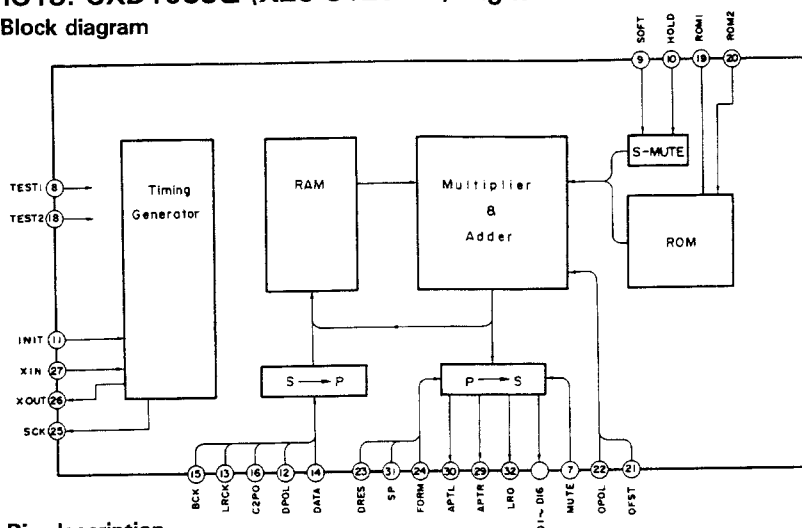 Block diagram
SOFT
HOLD
ROM1
ROM2
9
10
19
20
S-MUTE
ROM
Timing
Generator
RAM
Multiplier
&
Adder
TEST1
8
TEST2
18
INIT
11
XIN
27
XOUT
26
SCK
25
S → P
P → S
15
13
16
12
14
23
31
24
30
29
32
7
22
21
BCK
LRCK
C2PO
DPOL
DATA
DRES
SP
FORM
APTL
APTR
LRO
D1~D16
MUTE
OPOL
OFST